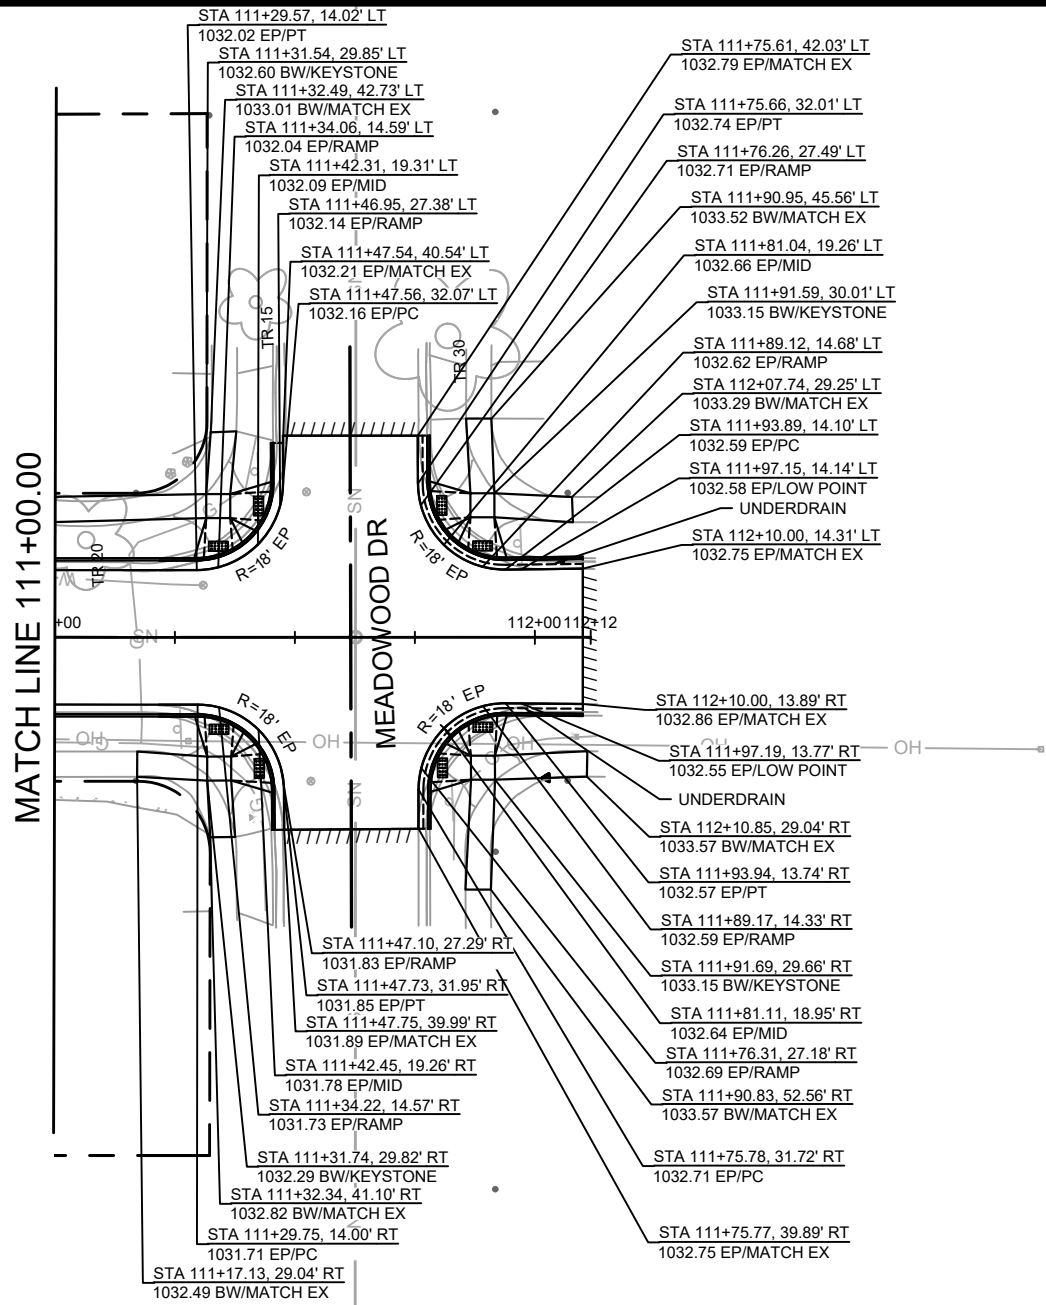 STA 111+29.57, 14.02' LT
1032.02 EP/PT
STA 111+31.54, 29.85' LT
1032.60 BW/KEYSTONE
STA 111+32.49, 42.73' LT
1033.01 BW/MATCH EX
STA 111+34.06, 14.59' LT
1032.04 EP/RAMP
STA 111+42.31, 19.31' LT
1032.09 EP/MID
STA 111+46.95, 27.38' LT
1032.14 EP/RAMP
STA 111+47.54, 40.54' LT
1032.21 EP/MATCH EX
STA 111+47.56, 32.07' LT
1032.16 EP/PC
STA 111+75.61, 42.03' LT
1032.79 EP/MATCH EX
STA 111+75.66, 32.01' LT
1032.74 EP/PT
STA 111+76.26, 27.49' LT
1032.71 EP/RAMP
STA 111+90.95, 45.56' LT
1033.52 BW/MATCH EX
STA 111+81.04, 19.26' LT
1032.66 EP/MID
STA 111+91.59, 30.01' LT
1033.15 BW/KEYSTONE
STA 111+89.12, 14.68' LT
1032.62 EP/RAMP
STA 112+07.74, 29.25' LT
1033.29 BW/MATCH EX
STA 111+93.89, 14.10' LT
1032.59 EP/PC
STA 111+97.15, 14.14' LT
1032.58 EP/LOW POINT
UNDERDRAIN
STA 112+10.00, 14.31' LT
1032.75 EP/MATCH EX
TR 15
TR 30
TR 20
MATCH LINE 111+00.00
R=18' EP
R=18' EP
MEADOWOOD DR
+00
112+00
112+12
SN
SN
SN
R=18' EP
R=18' EP
OH
OH
OH
OH
OH
G
G
G
W
STA 112+10.00, 13.89' RT
1032.86 EP/MATCH EX
STA 111+97.19, 13.77' RT
1032.55 EP/LOW POINT
UNDERDRAIN
STA 112+10.85, 29.04' RT
1033.57 BW/MATCH EX
STA 111+93.94, 13.74' RT
1032.57 EP/PT
STA 111+89.17, 14.33' RT
1032.59 EP/RAMP
STA 111+91.69, 29.66' RT
1033.15 BW/KEYSTONE
STA 111+81.11, 18.95' RT
1032.64 EP/MID
STA 111+76.31, 27.18' RT
1032.69 EP/RAMP
STA 111+90.83, 52.56' RT
1033.57 BW/MATCH EX
STA 111+75.78, 31.72' RT
1032.71 EP/PC
STA 111+75.77, 39.89' RT
1032.75 EP/MATCH EX
STA 111+47.10, 27.29' RT
1031.83 EP/RAMP
STA 111+47.73, 31.95' RT
1031.85 EP/PT
STA 111+47.75, 39.99' RT
1031.89 EP/MATCH EX
STA 111+42.45, 19.26' RT
1031.78 EP/MID
STA 111+34.22, 14.57' RT
1031.73 EP/RAMP
STA 111+31.74, 29.82' RT
1032.29 BW/KEYSTONE
STA 111+32.34, 41.10' RT
1032.82 BW/MATCH EX
STA 111+29.75, 14.00' RT
1031.71 EP/PC
STA 111+17.13, 29.04' RT
1032.49 BW/MATCH EX